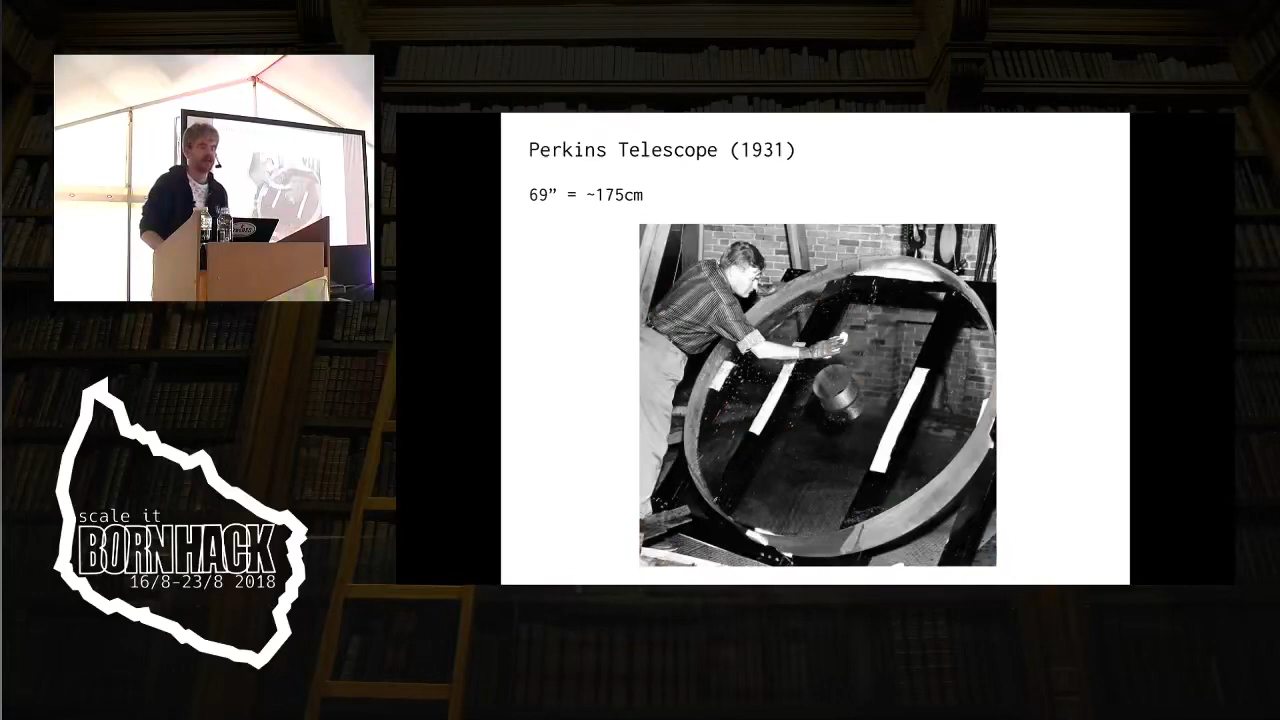 Perkins Telescope (1931)
69” = ~175cm
scale it
BORNHACK
16/8-23/8 2018